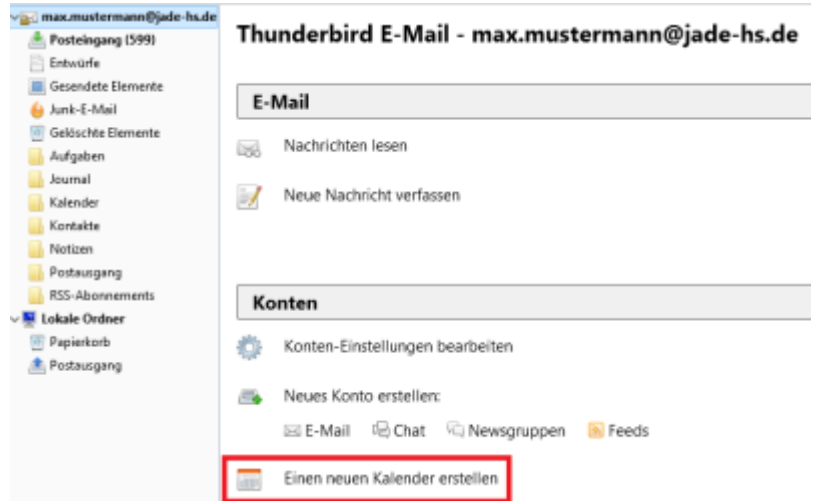 max.mustermann@jade-hs.de
Posteingang (599)
Entwürfe
Gesendete Elemente
Junk-E-Mail
Gelöschte Elemente
Aufgaben
Journal
Kalender
Kontakte
Notizen
Postausgang
RSS-Abonnements
Lokale Ordner
Papierkorb
Postausgang
Thunderbird E-Mail - max.mustermann@jade-hs.de
E-Mail
Nachrichten lesen
Neue Nachricht verfassen
Konten
Konten-Einstellungen bearbeiten
Neues Konto erstellen:
E-Mail Chat Newsgruppen Feeds
Einen neuen Kalender erstellen